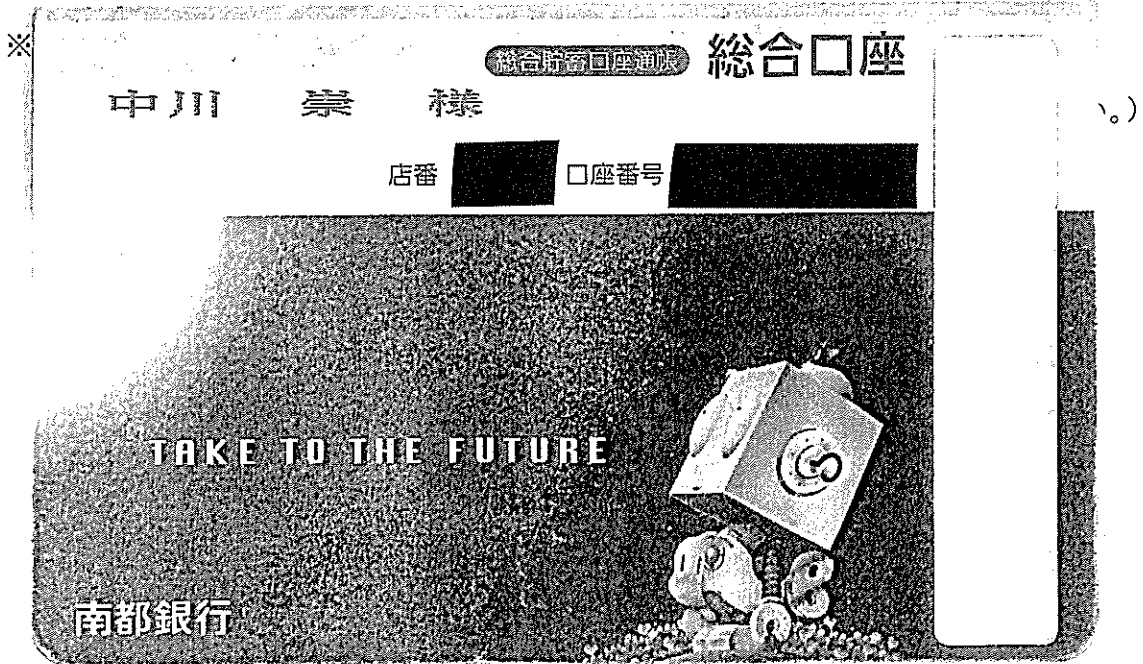 ※
総合貯蓄口座通帳 総合口座
中川 崇 様
い。)
店番 口座番号
TAKE TO THE FUTURE
南都銀行